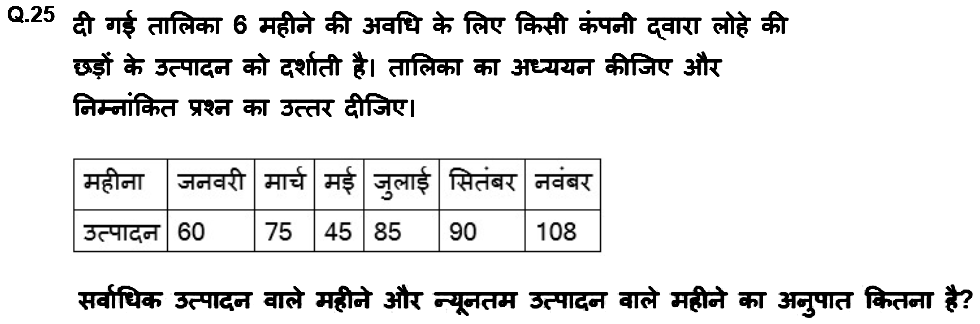 Q.25 दी गई तालिका 6 महीने की अवधि के लिए किसी कंपनी द्वारा लोहे की
छड़ों के उत्पादन को दर्शाती है। तालिका का अध्ययन कीजिए और
निम्नांकित प्रश्न का उत्तर दीजिए।
महीना जनवरी मार्च मई जुलाई सितंबर नवंबर
उत्पादन 60 75 45 85 90 108
सर्वाधिक उत्पादन वाले महीने और न्यूनतम उत्पादन वाले महीने का अनुपात कितना है?